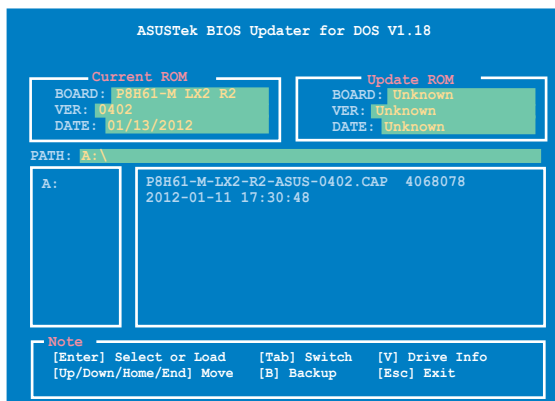 ASUSTek BIOS Updater for DOS V1.18
Current ROM
BOARD: P8H61-M LX2 R2
VER: 0402
DATE: 01/13/2012
Update ROM
BOARD: Unknown
VER: Unknown
DATE: Unknown
PATH: A:\
A:
P8H61-M-LX2-R2-ASUS-0402.CAP 4068078
2012-01-11 17:30:48
Note
[Enter] Select or Load [Tab] Switch [V] Drive Info
[Up/Down/Home/End] Move [B] Backup [Esc] Exit